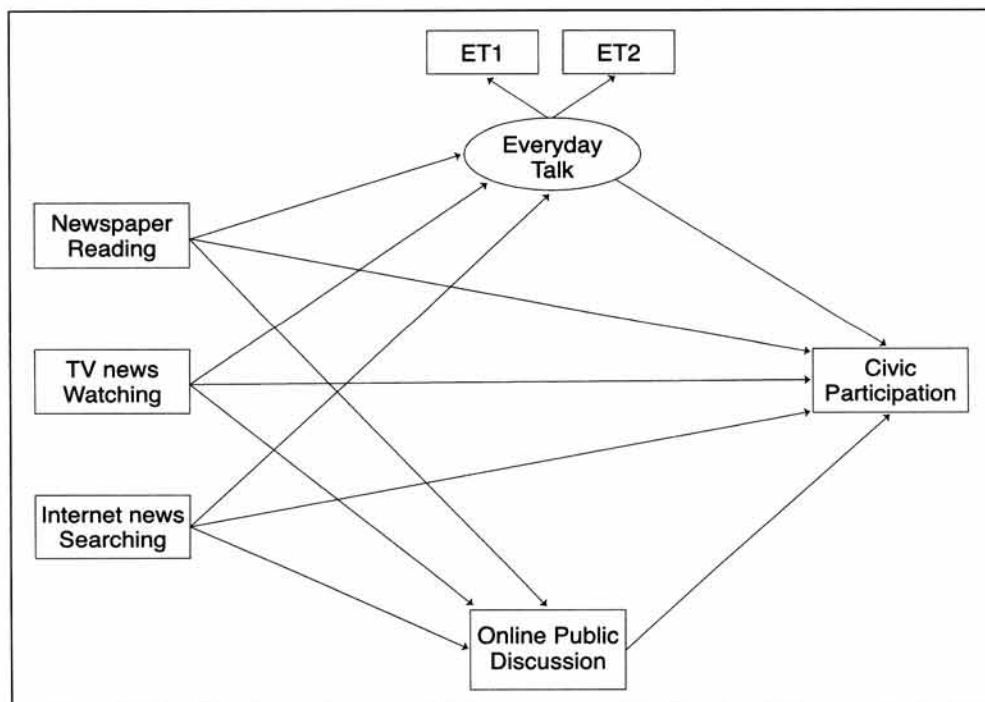 ET1
ET2
Everyday
Talk
Newspaper
Reading
TV news
Watching
Civic
Participation
Internet news
Searching
Online Public
Discussion